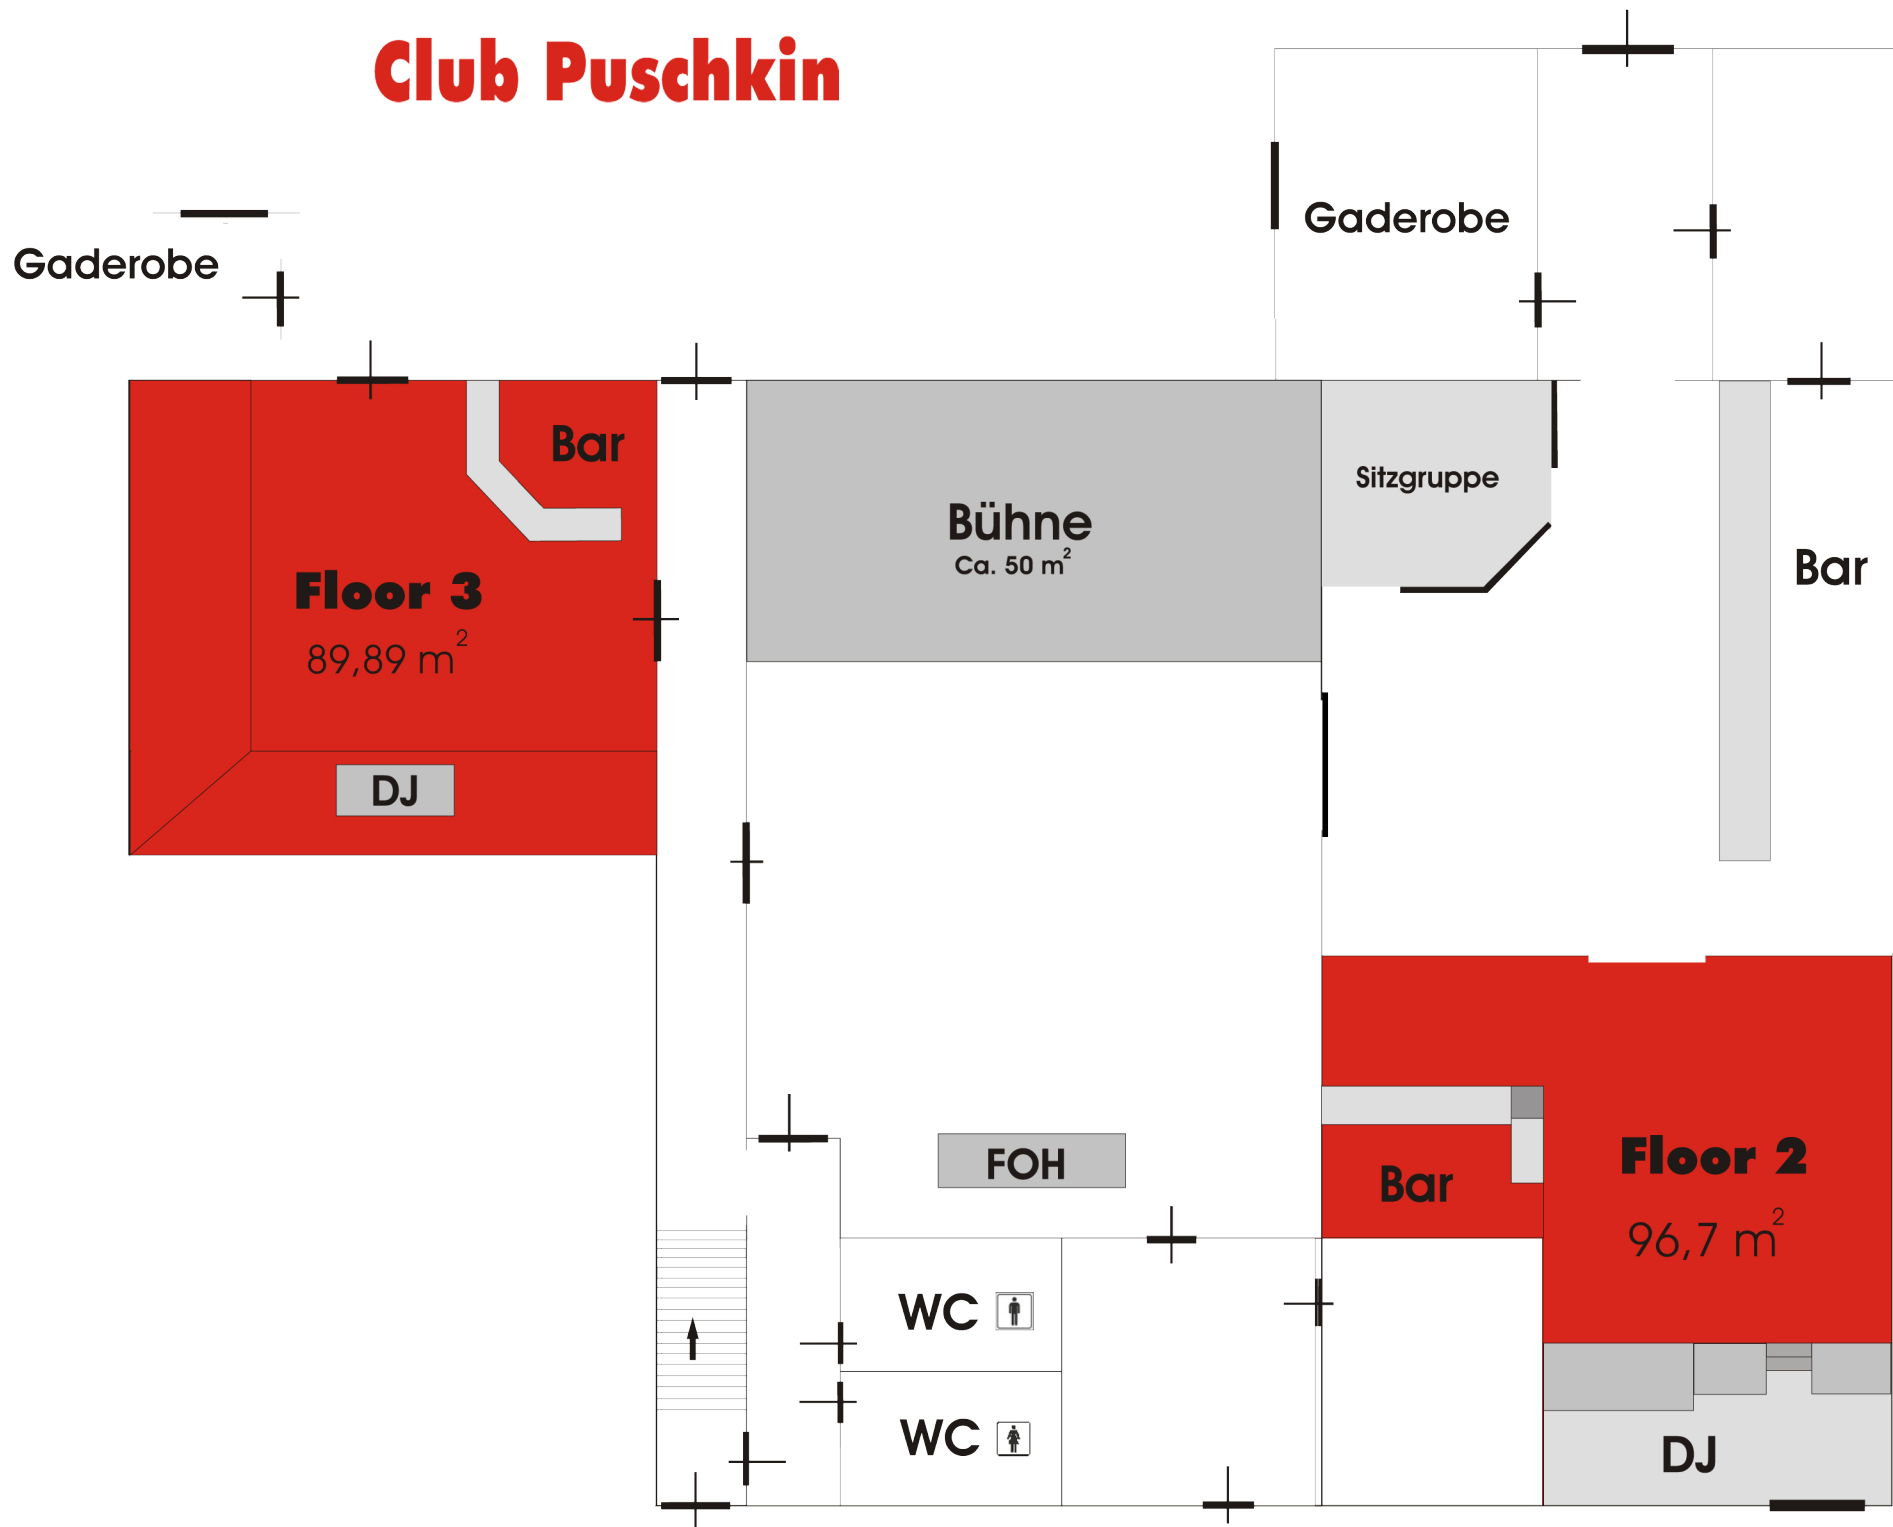 Club Puschkin
Gaderobe
Gaderobe
Bar
Bühne
Ca. 50 m²
Sitzgruppe
Bar
Floor 3
89,89 m²
DJ
FOH
Bar
Floor 2
96,7 m²
WC
WC
DJ